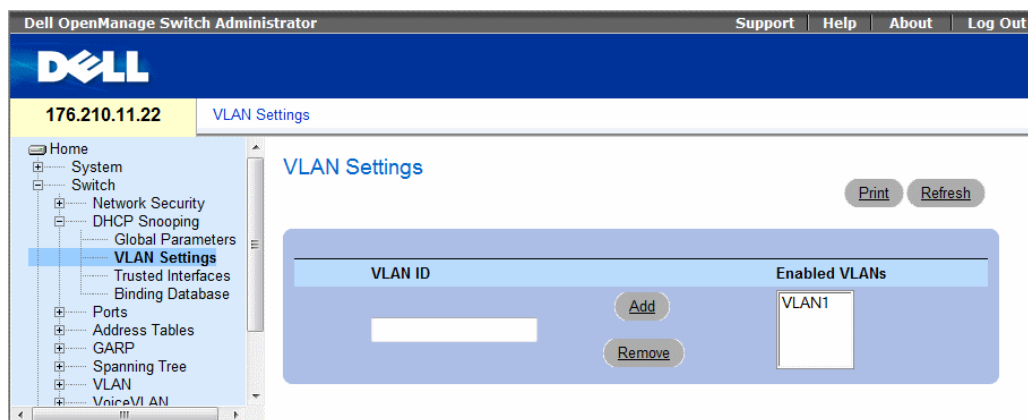 Dell OpenManage Switch Administrator
Support | Help | About | Log Out
DELL
176.210.11.22
VLAN Settings
Home
System
Switch
Network Security
DHCP Snooping
Global Parameters
VLAN Settings
Trusted Interfaces
Binding Database
Ports
Address Tables
GARP
Spanning Tree
VLAN
VoiceVLAN
VLAN Settings
Print Refresh
VLAN ID Enabled VLANs
Add
VLAN1
Remove